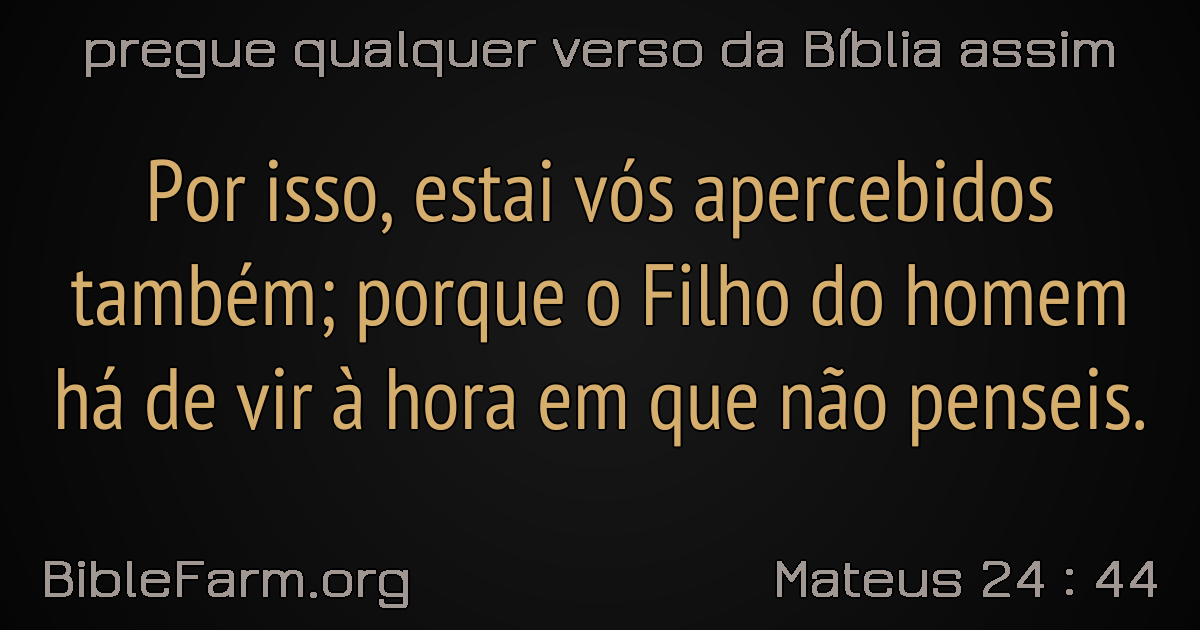 pregue qualquer verso da Bíblia assim
Por isso, estai vós apercebidos
também; porque o Filho do homem
há de vir à hora em que não penseis.
BibleFarm.org
Mateus 24 : 44